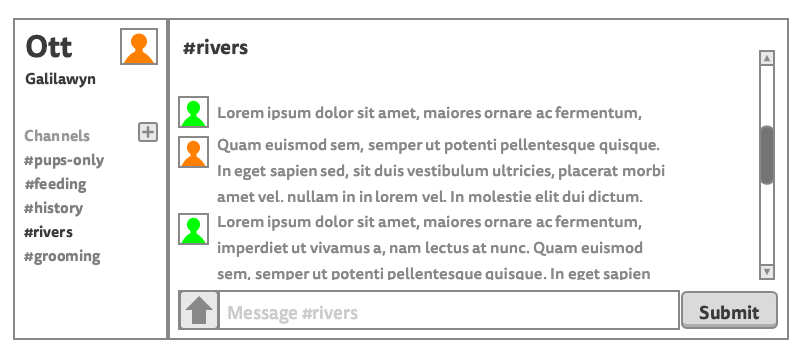 Ott
Galilawyn
Channels
#pups-only
#feeding
#history
#rivers
#grooming
#rivers
Lorem ipsum dolor sit amet, maiores ornare ac fermentum,
Quam euismod sem, semper ut potenti pellentesque quisque.
In eget sapien sed, sit duis vestibulum ultricies, placerat morbi
amet vel. nullam in in lorem vel. In molestie elit dui dictum.
Lorem ipsum dolor sit amet, maiores ornare ac fermentum,
imperdiet ut vivamus a, nam lectus at nunc. Quam euismod
sem, semper ut potenti pellentesque quisque. In eget sapien
Message #rivers
Submit